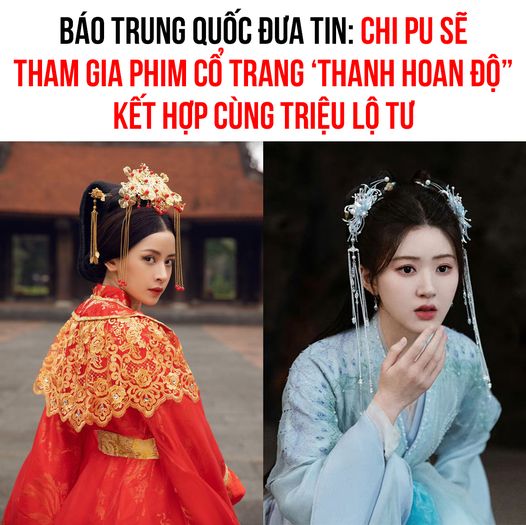 BÁO TRUNG QUỐC ĐƯA TIN: CHI PU SẼ
THAM GIA PHIM CỔ TRANG ‘THANH HOAN ĐỘ”
KẾT HỢP CÙNG TRIỆU LỘ TƯ